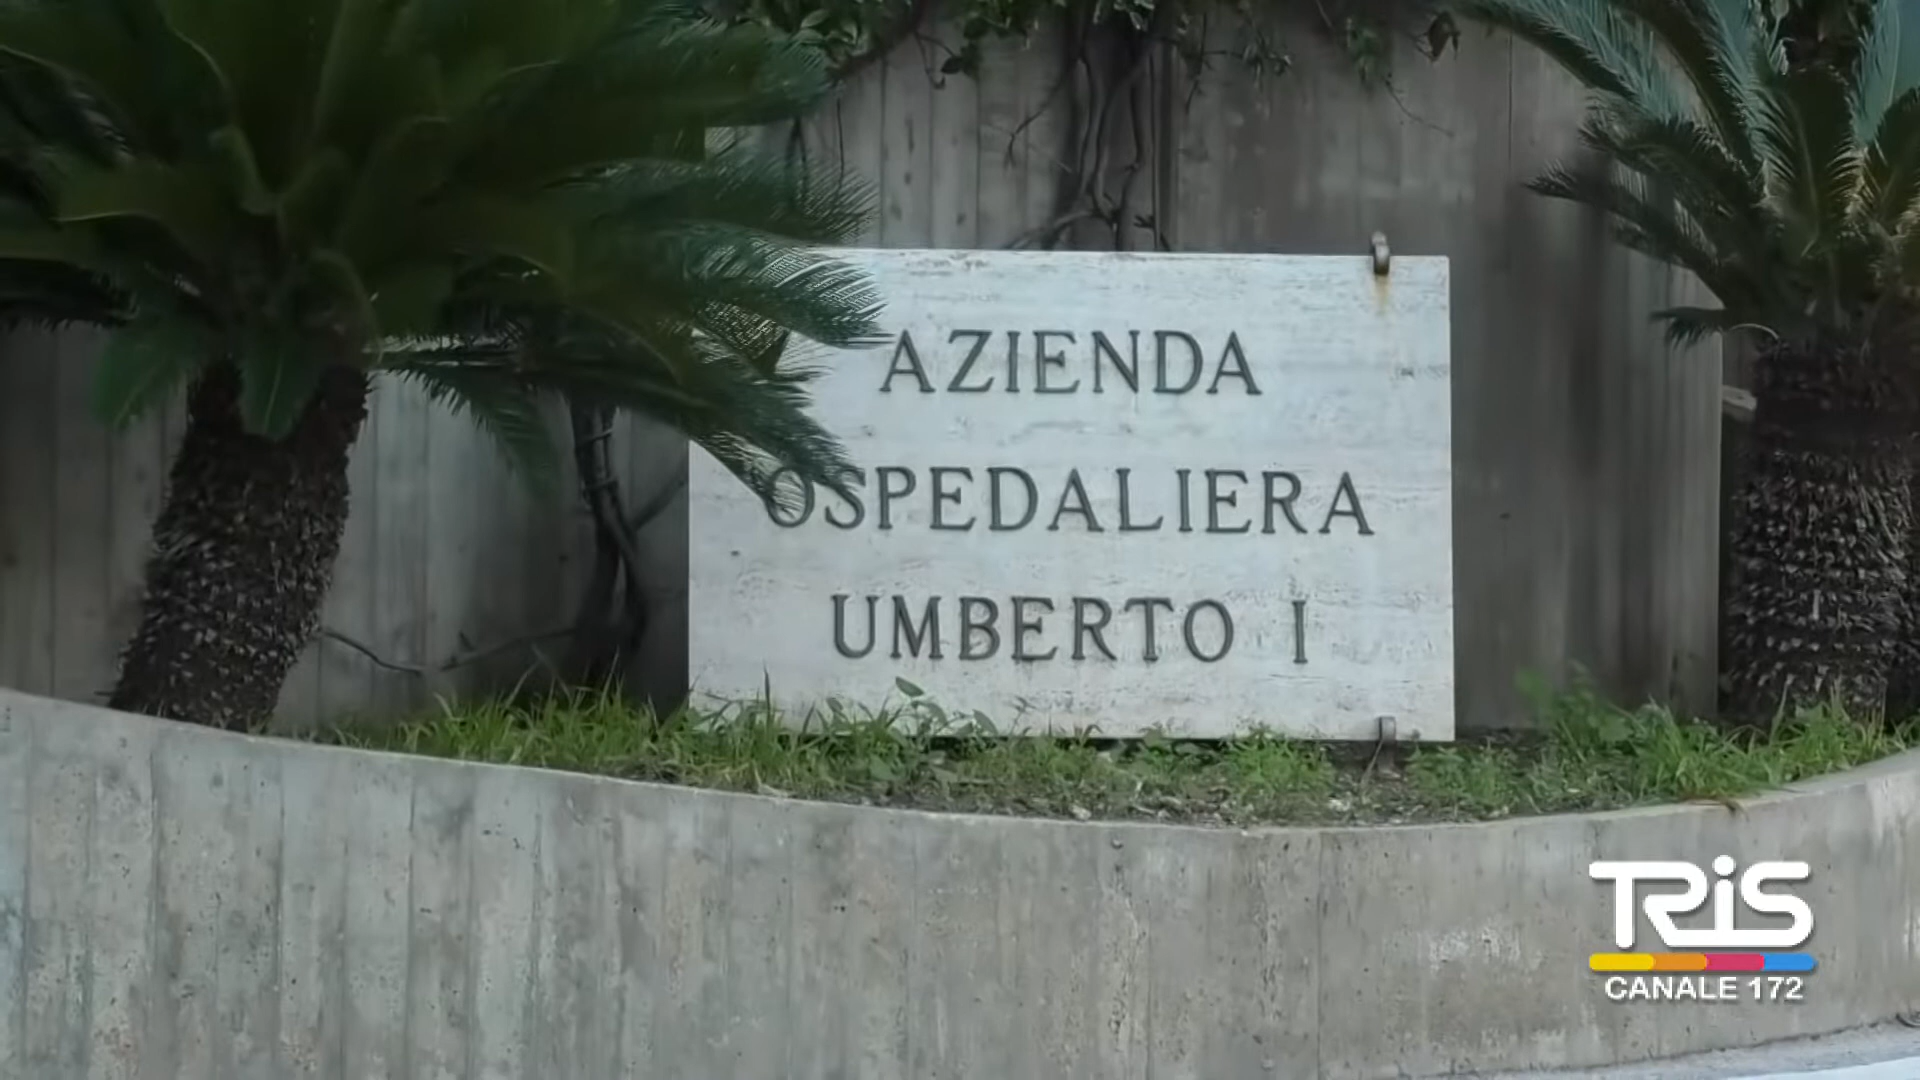 AZIENDA
OSPEDALIERA
UMBERTO I
TRiS
CANALE 172